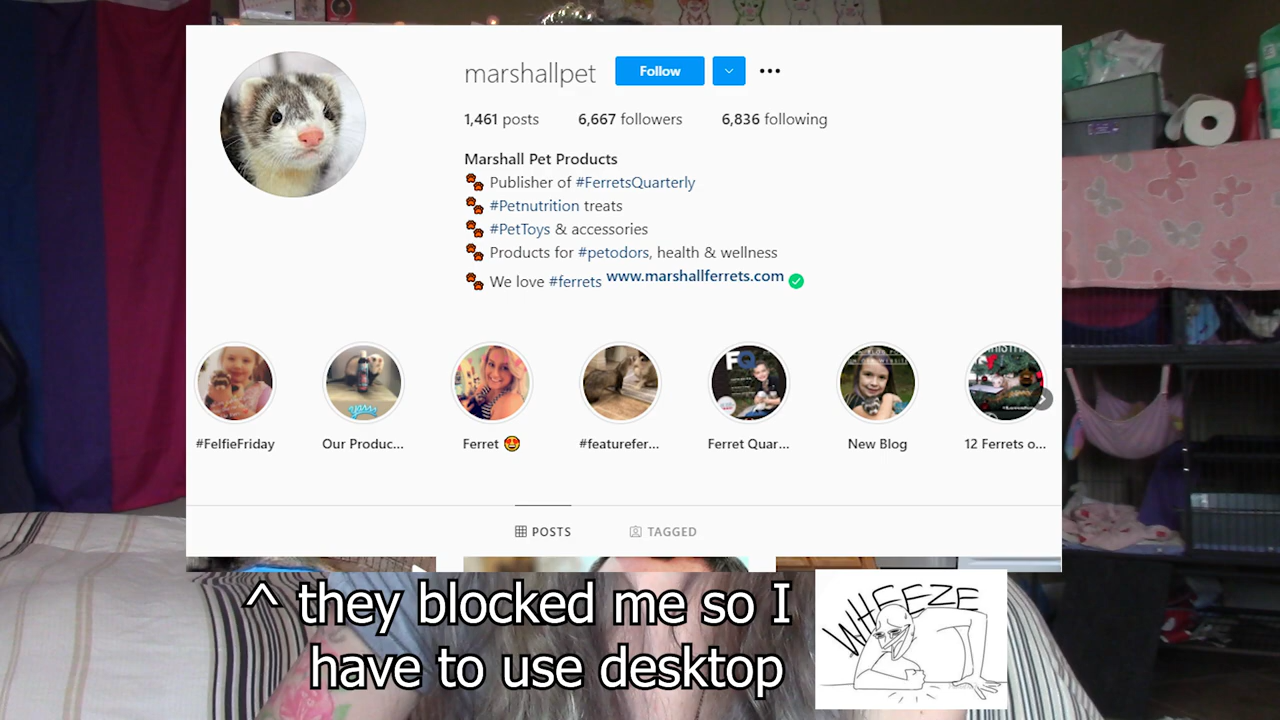 marshallpet Follow
1,461 posts 6,667 followers 6,836 following
Marshall Pet Products
Publisher of #FerretsQuarterly
#Petnutrition treats
#PetToys & accessories
Products for #petodors, health & wellness
We love #ferrets www.marshallferrets.com
FQ
yass
#FelfieFriday Our Produc... Ferret 😍 #featurefer... Ferret Quar... New Blog 12 Ferrets o...
POSTS TAGGED
^ they blocked me so I
have to use desktop
WHEEZE